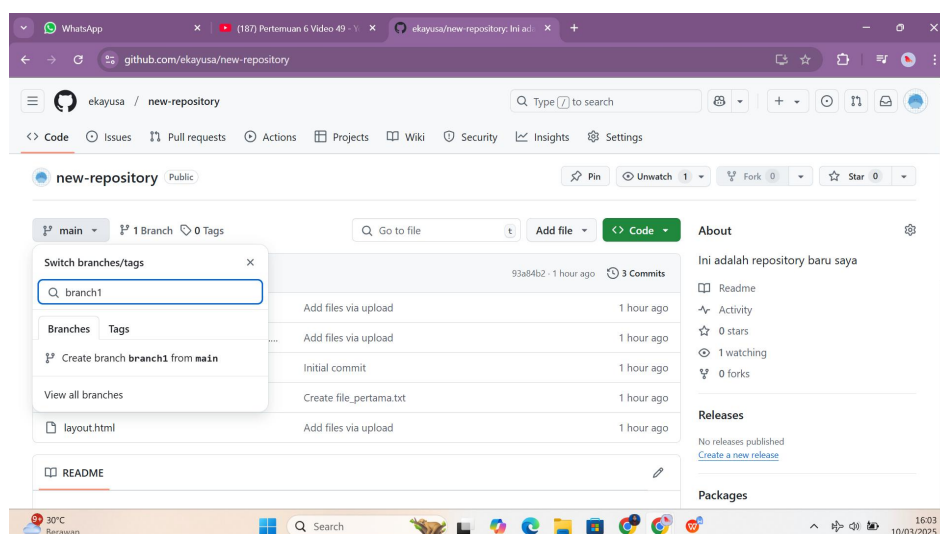 WhatsApp
(187) Pertemuan 6 Video 49 - Y
ekayusa/new-repository: Ini ada
github.com/ekayusa/new-repository
ekayusa / new-repository
Type / to search
Code
Issues
Pull requests
Actions
Projects
Wiki
Security
Insights
Settings
new-repository Public
Pin
Unwatch 1
Fork 0
Star 0
main
1 Branch
0 Tags
Go to file
t
Add file
Code
Switch branches/tags
branch1
Branches
Tags
Create branch branch1 from main
View all branches
93a84b2 · 1 hour ago
3 Commits
Add files via upload
1 hour ago
...
Add files via upload
1 hour ago
Initial commit
1 hour ago
Create file_pertama.txt
1 hour ago
layout.html
Add files via upload
1 hour ago
README
About
Ini adalah repository baru saya
Readme
Activity
0 stars
1 watching
0 forks
Releases
No releases published
Create a new release
Packages
9+
30°C
Berawan
Search
16:03
10/03/2025